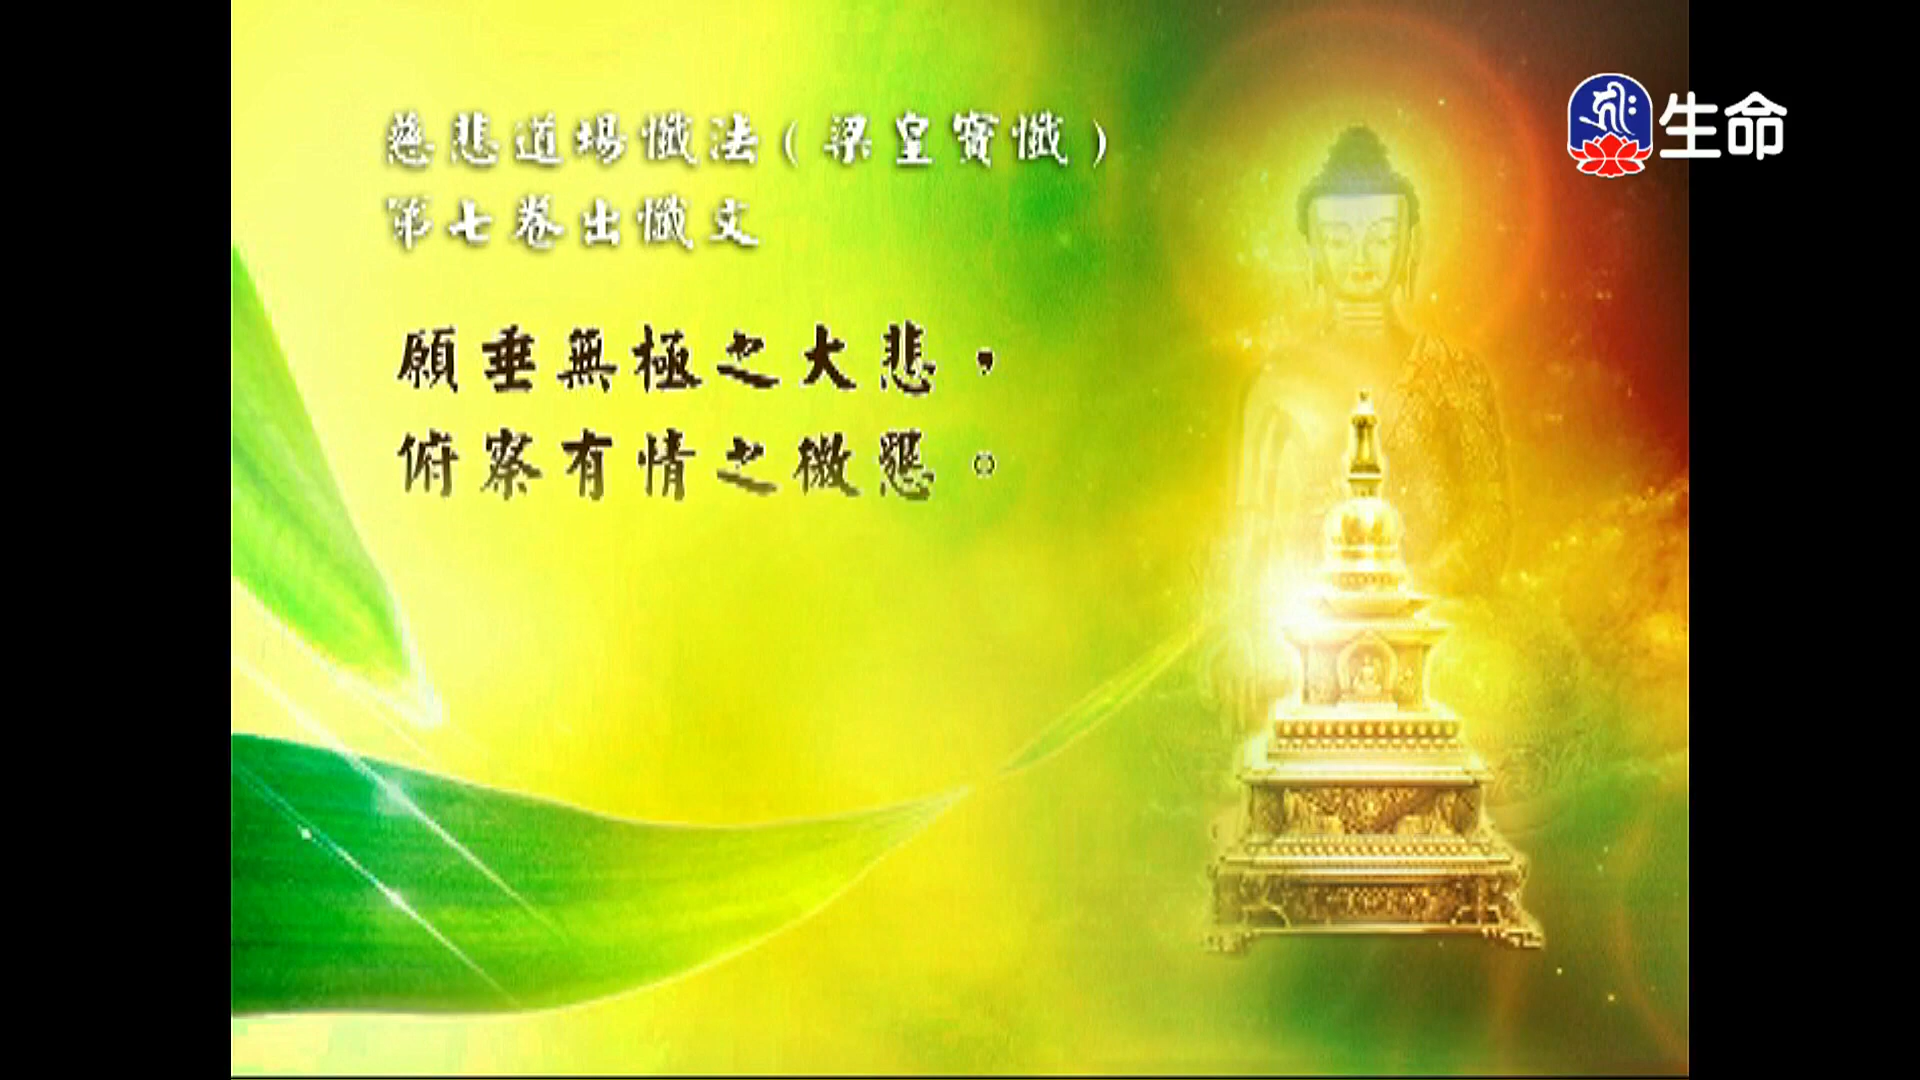 慈悲道場懺法(梁皇寶懺)
第七卷出懺文
願垂無極之大悲，
俯察有情之微懇。
生命